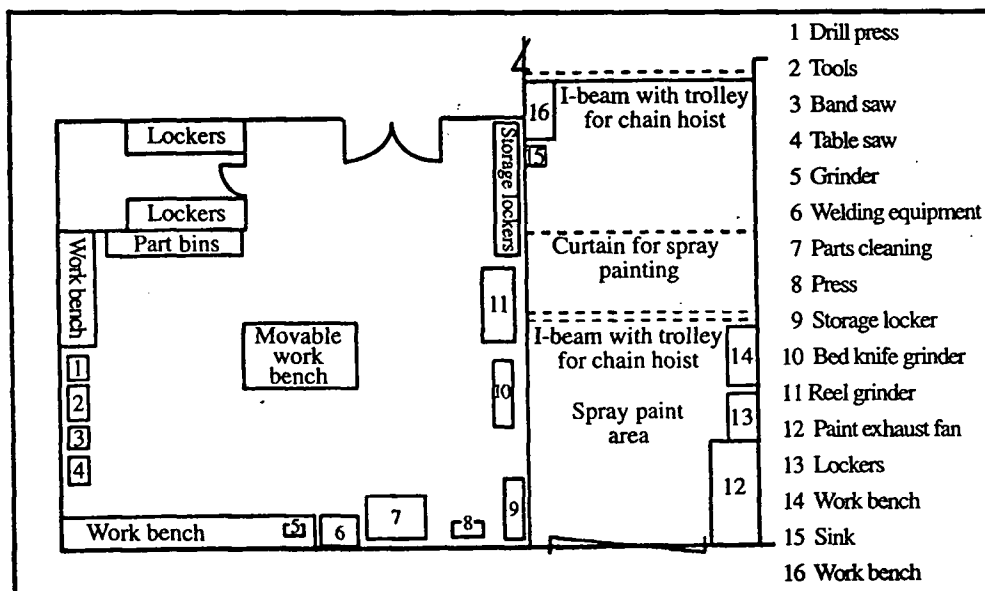 Lockers
Lockers
Part bins
Work bench
1
2
3
4
Movable
work
bench
Storage lockers
11
10
9
Work bench
5
6
7
8
16
15
I-beam with trolley
for chain hoist
Curtain for spray
painting
I-beam with trolley
for chain hoist
Spray paint
area
14
13
12
1 Drill press
2 Tools
3 Band saw
4 Table saw
5 Grinder
6 Welding equipment
7 Parts cleaning
8 Press
9 Storage locker
10 Bed knife grinder
11 Reel grinder
12 Paint exhaust fan
13 Lockers
14 Work bench
15 Sink
16 Work bench